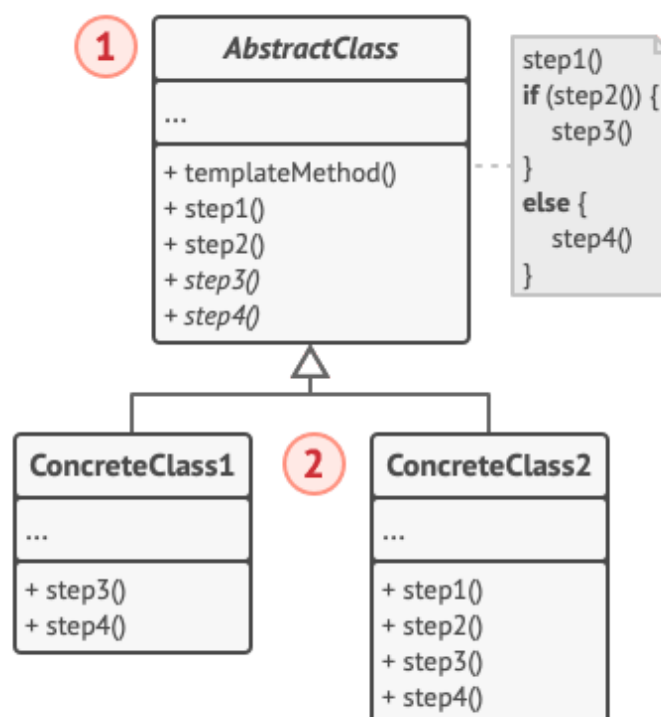 1
AbstractClass
...
+ templateMethod()
+ step1()
+ step2()
+ step3()
+ step4()
step1()
if (step2()) {
step3()
}
else {
step4()
}
ConcreteClass1
...
+ step3()
+ step4()
2
ConcreteClass2
...
+ step1()
+ step2()
+ step3()
+ step4()